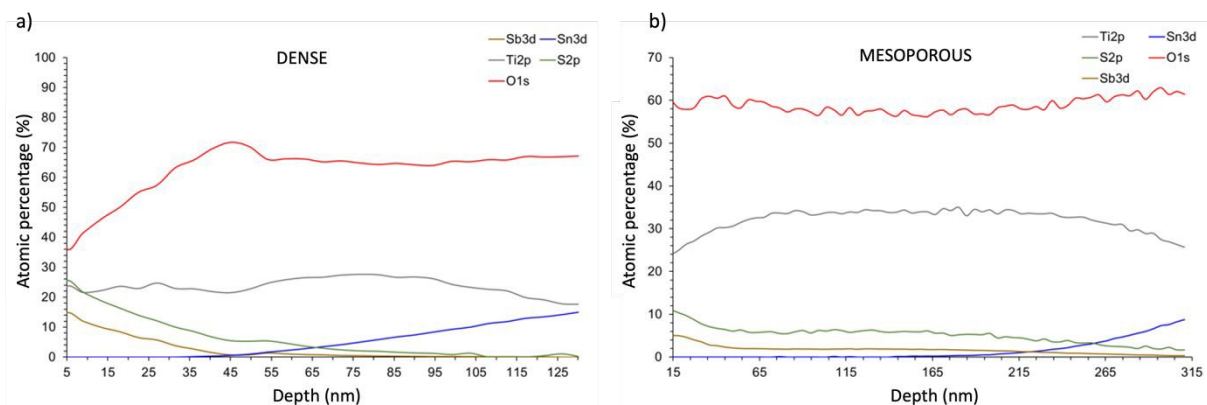 a)
Sb3d Sn3d
Ti2p S2p
O1s
DENSE
100
90
80
70
60
50
40
30
20
10
0
Atomic percentage (%)
5 15 25 35 45 55 65 75 85 95 105 115 125
Depth (nm)
b)
Ti2p Sn3d
S2p O1s
Sb3d
MESOPOROUS
70
60
50
40
30
20
10
0
Atomic percentage (%)
15 65 115 165 215 265 315
Depth (nm)